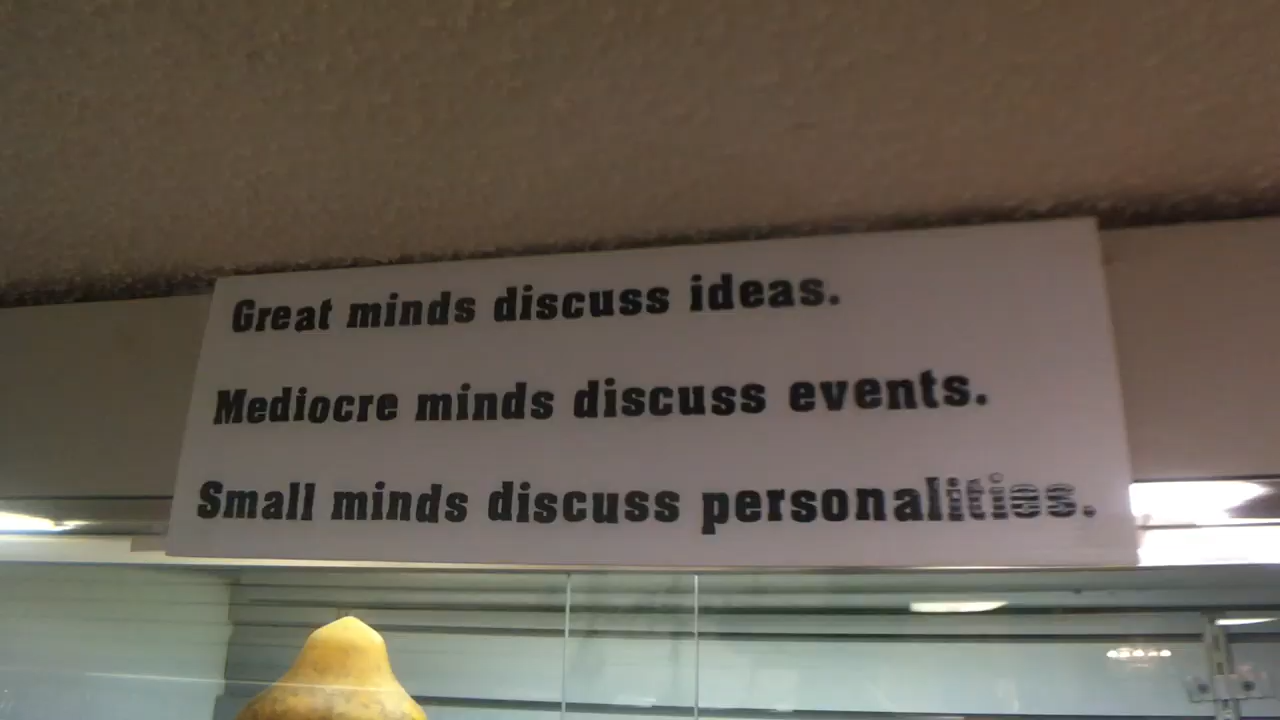 Great minds discuss ideas.
Mediocre minds discuss events.
Small minds discuss personalities.